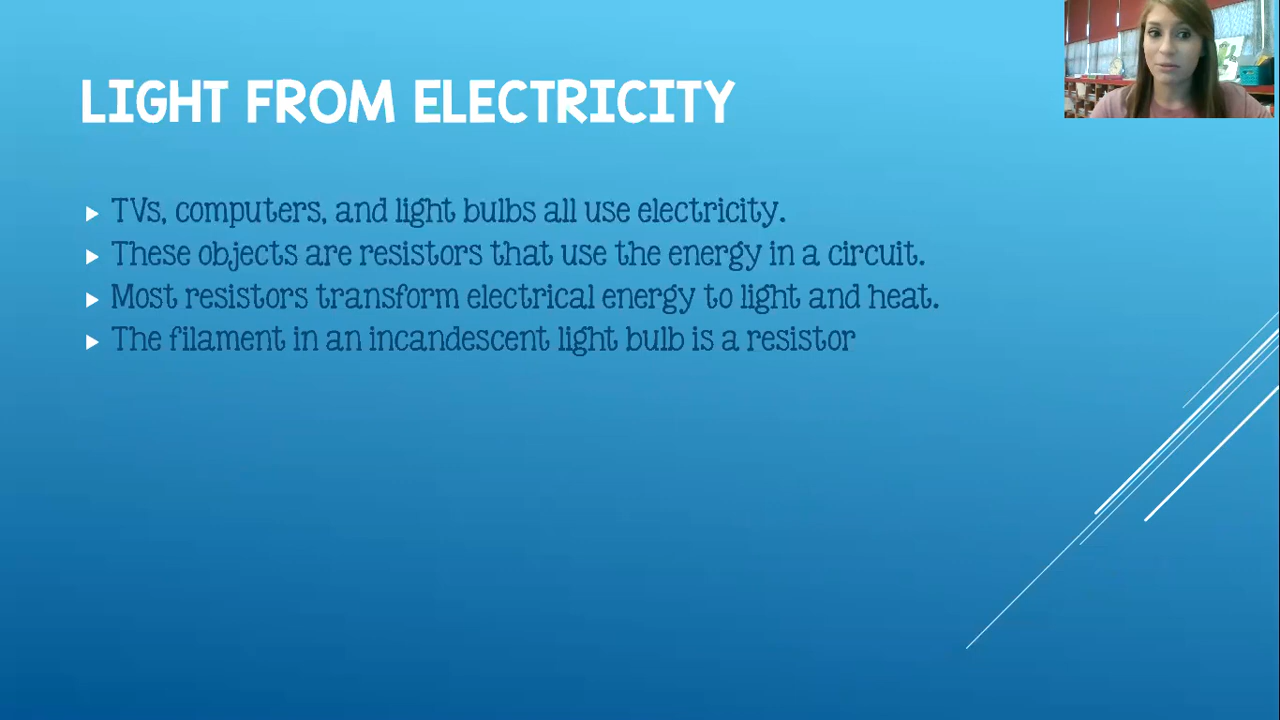 LIGHT FROM ELECTRICITY
TVs, computers, and light bulbs all use electricity.
These objects are resistors that use the energy in a circuit.
Most resistors transform electrical energy to light and heat.
The filament in an incandescent light bulb is a resistor